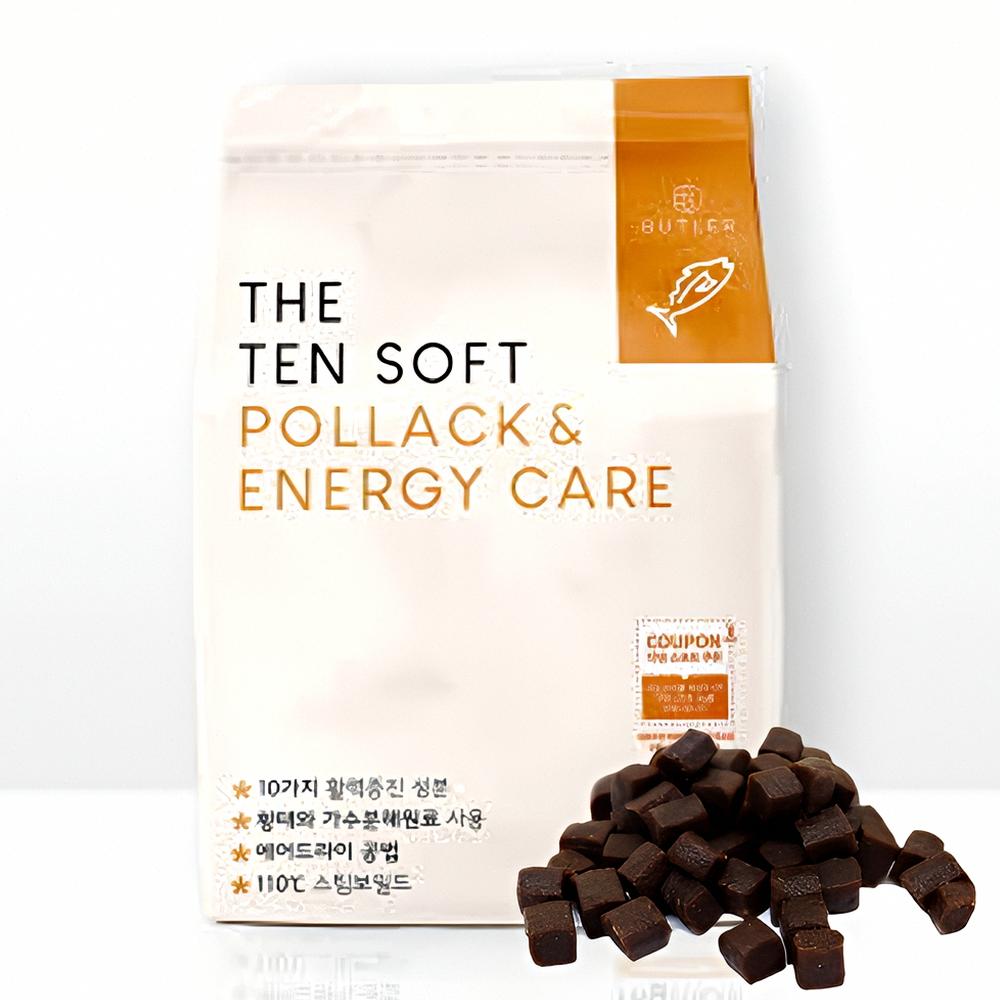 BUTLER
THE
TEN SOFT
POLLACK &
ENERGY CARE
COUPON
10가지 활력증진 성분
황태와 가수분해원료 사용
에어드라이 공법
110℃ 스팀보일드